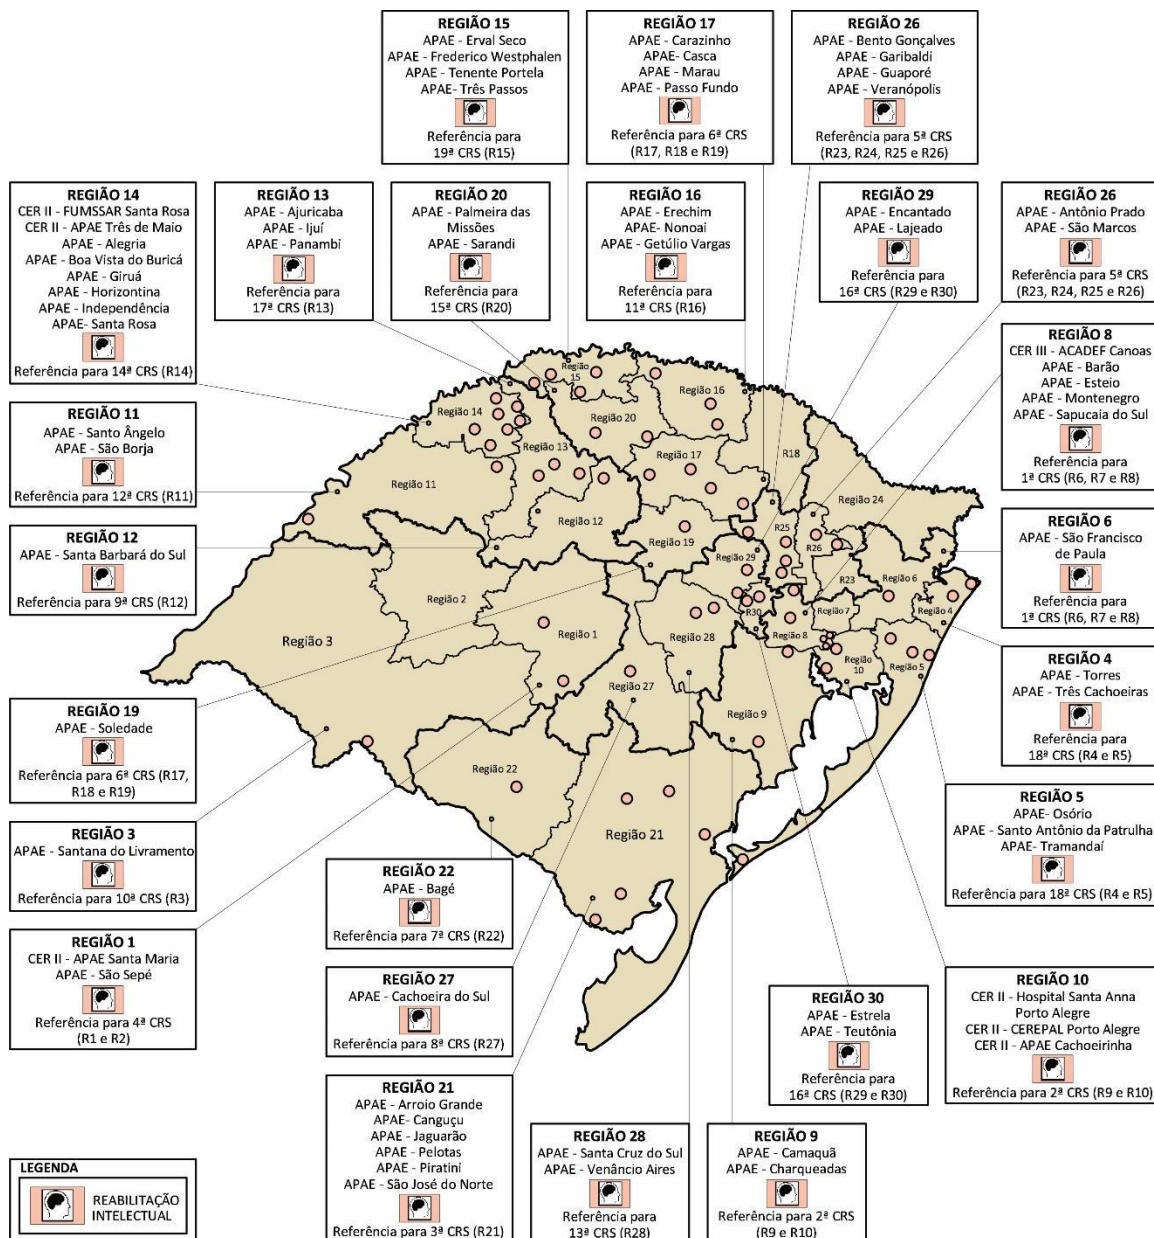 REGIÃO 15
APAE - Erval Seco
APAE - Frederico Westphalen
APAE - Tenente Portela
APAE- Três Passos
Referência para
19ª CRS (R15)
REGIÃO 17
APAE - Carazinho
APAE- Casca
APAE - Marau
APAE - Passo Fundo
Referência para 6ª CRS
(R17, R18 e R19)
REGIÃO 26
APAE - Bento Gonçalves
APAE - Garibaldi
APAE - Guaporé
APAE - Veranópolis
Referência para 5ª CRS
(R23, R24, R25 e R26)
REGIÃO 14
CER II - FUMSSAR Santa Rosa
CER II - APAE Três de Maio
APAE - Alegria
APAE - Boa Vista do Buricá
APAE - Giruá
APAE - Horizontina
APAE - Independência
APAE- Santa Rosa
Referência para 14ª CRS (R14)
REGIÃO 13
APAE - Ajuricaba
APAE - Ijuí
APAE - Panambi
Referência para
17ª CRS (R13)
REGIÃO 20
APAE - Palmeira das
Missões
APAE - Sarandi
Referência para
15ª CRS (R20)
REGIÃO 16
APAE - Erechim
APAE- Nonoai
APAE - Getúlio Vargas
Referência para
11ª CRS (R16)
REGIÃO 29
APAE - Encantado
APAE - Lajeado
Referência para
16ª CRS (R29 e R30)
REGIÃO 26
APAE - Antônio Prado
APAE - São Marcos
Referência para 5ª CRS
(R23, R24, R25 e R26)
REGIÃO 8
CER III - ACADEF Canoas
APAE - Barão
APAE - Esteio
APAE - Montenegro
APAE - Sapucaia do Sul
Referência para
1ª CRS (R6, R7 e R8)
REGIÃO 11
APAE - Santo Ângelo
APAE - São Borja
Referência para 12ª CRS (R11)
REGIÃO 12
APAE - Santa Barbará do Sul
Referência para 9ª CRS (R12)
REGIÃO 6
APAE - São Francisco
de Paula
Referência para
1ª CRS (R6, R7 e R8)
REGIÃO 4
APAE - Torres
APAE - Três Cachoeiras
Referência para
18ª CRS (R4 e R5)
REGIÃO 19
APAE - Soledade
Referência para 6ª CRS (R17,
R18 e R19)
REGIÃO 3
APAE - Santana do Livramento
Referência para 10ª CRS (R3)
REGIÃO 5
APAE- Osório
APAE - Santo Antônio da Patrulha
APAE- Tramandaí
Referência para 18ª CRS (R4 e R5)
REGIÃO 22
APAE - Bagé
Referência para 7ª CRS (R22)
REGIÃO 1
CER II - APAE Santa Maria
APAE - São Sepé
Referência para 4ª CRS
(R1 e R2)
REGIÃO 27
APAE - Cachoeira do Sul
Referência para 8ª CRS (R27)
REGIÃO 30
APAE - Estrela
APAE - Teutônia
Referência para
16ª CRS (R29 e R30)
REGIÃO 10
CER II - Hospital Santa Anna
Porto Alegre
CER II - CEREPAL Porto Alegre
CER II - APAE Cachoeirinha
Referência para 2ª CRS (R9 e R10)
REGIÃO 21
APAE - Arroio Grande
APAE- Canguçu
APAE - Jaguarão
APAE - Pelotas
APAE - Piratini
APAE - São José do Norte
Referência para 3ª CRS (R21)
REGIÃO 28
APAE - Santa Cruz do Sul
APAE - Venâncio Aires
Referência para
13ª CRS (R28)
REGIÃO 9
APAE - Camaquã
APAE - Charqueadas
Referência para 2ª CRS
(R9 e R10)
LEGENDA
REABILITAÇÃO
INTELECTUAL
Região
15
Região 16
Região 14
Região 20
Região 13
Região 17
R18
Região 11
Região 24
Região 12
R25
Região 19
R26
Região 29
R23
Região 6
Região 2
R30
Região 7
Região 4
Região 3
Região 1
Região 28
Região 8
Região
10
Região 5
Região 27
Região 9
Região 22
Região 21